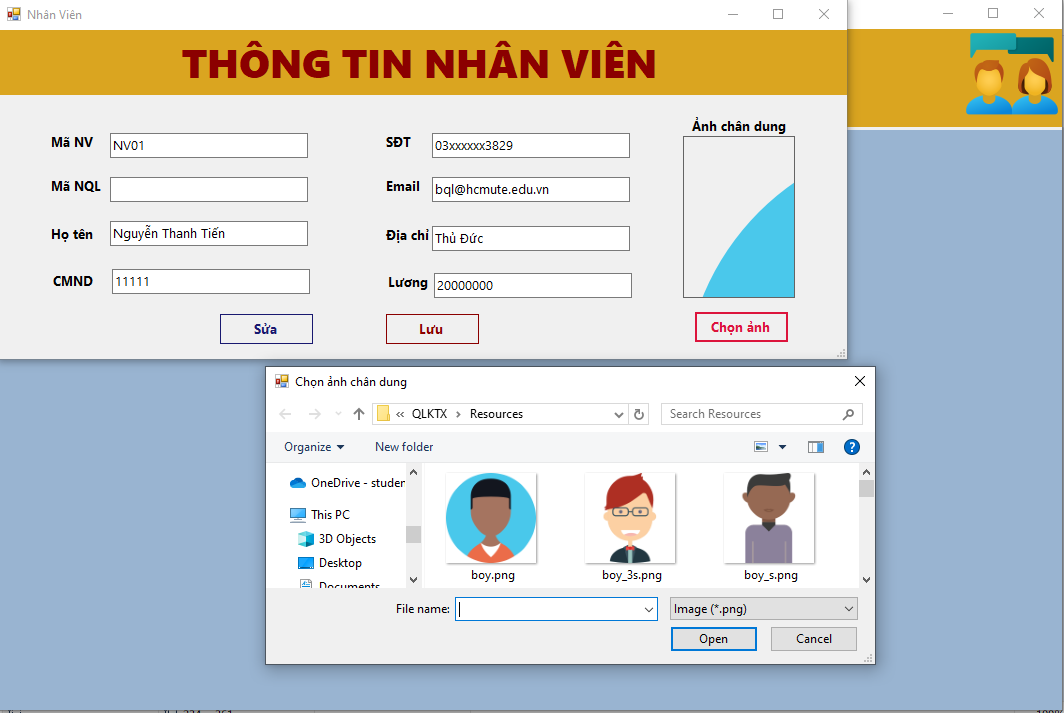 Nhân Viên
THÔNG TIN NHÂN VIÊN
Mã NV NV01
Mã NQL
Họ tên Nguyễn Thanh Tiến
CMND 11111
SĐT 03xxxxxx3829
Email bql@hcmute.edu.vn
Địa chỉ Thủ Đức
Lương 20000000
Ảnh chân dung
Sửa
Lưu
Chọn ảnh
Chọn ảnh chân dung
« QLKTX > Resources
Search Resources
Organize
New folder
OneDrive - studen
This PC
3D Objects
Desktop
Documents
boy.png
boy_3s.png
boy_s.png
File name:
Image (*.png)
Open
Cancel